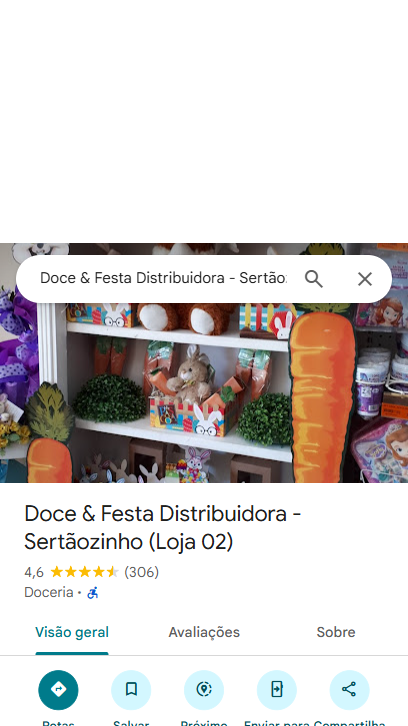 Doce & Festa Distribuidora - Sertão
Doce & Festa Distribuidora -
Sertãozinho (Loja 02)
4,6 (306)
Doceria ·
Visão geral Avaliações Sobre
Rotas Salvar Próximo Enviar para Compartilha